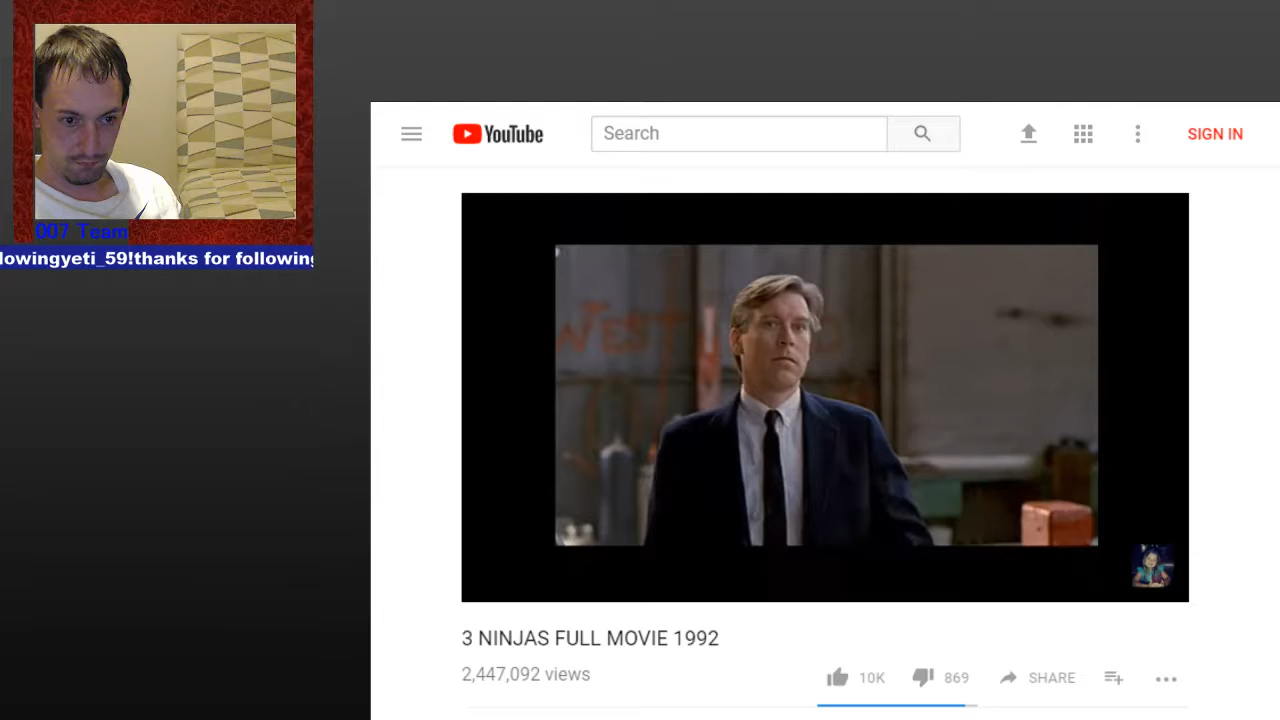 007 Team
lowingyeti_59!thanks for following
YouTube
Search
SIGN IN
WEST
3 NINJAS FULL MOVIE 1992
2,447,092 views
10K
869
SHARE